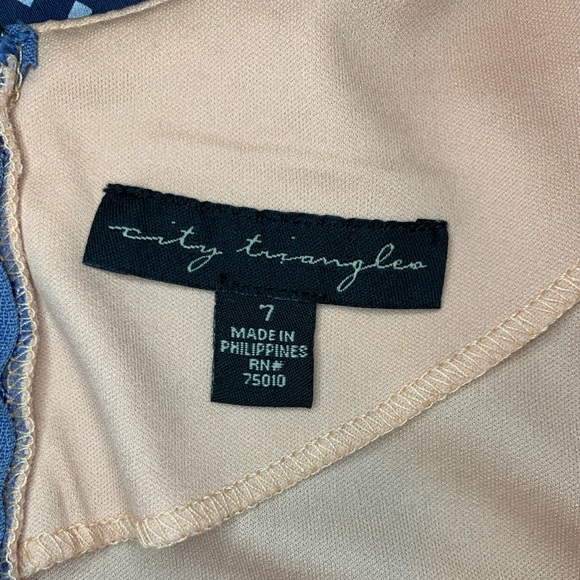 city triangles
7
MADE IN
PHILIPPINES
RN#
75010